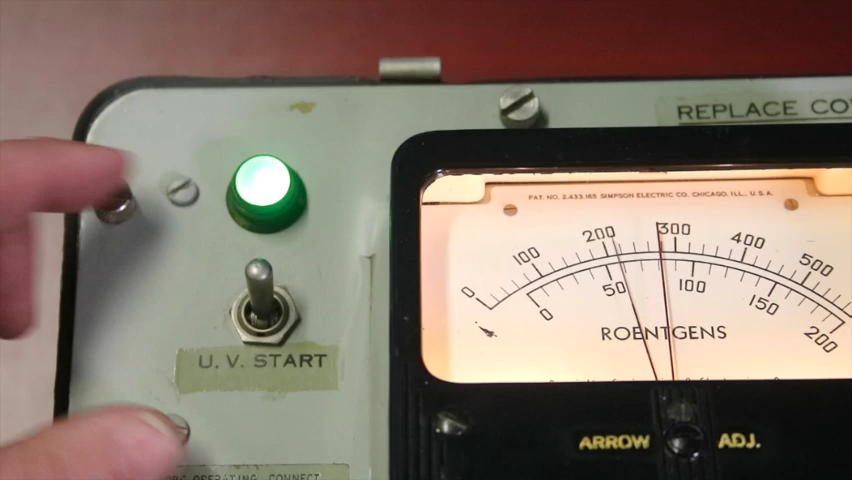 REPLACE
PAT. NO. 2,433,165 SIMPSON ELECTRIC CO. CHICAGO, ILL., U.S.A.
0 100 200 300 400 500
0 50 100 150 200
ROENTGENS
U. V. START
ARROW ADJ.
OPERATING, CONNECT